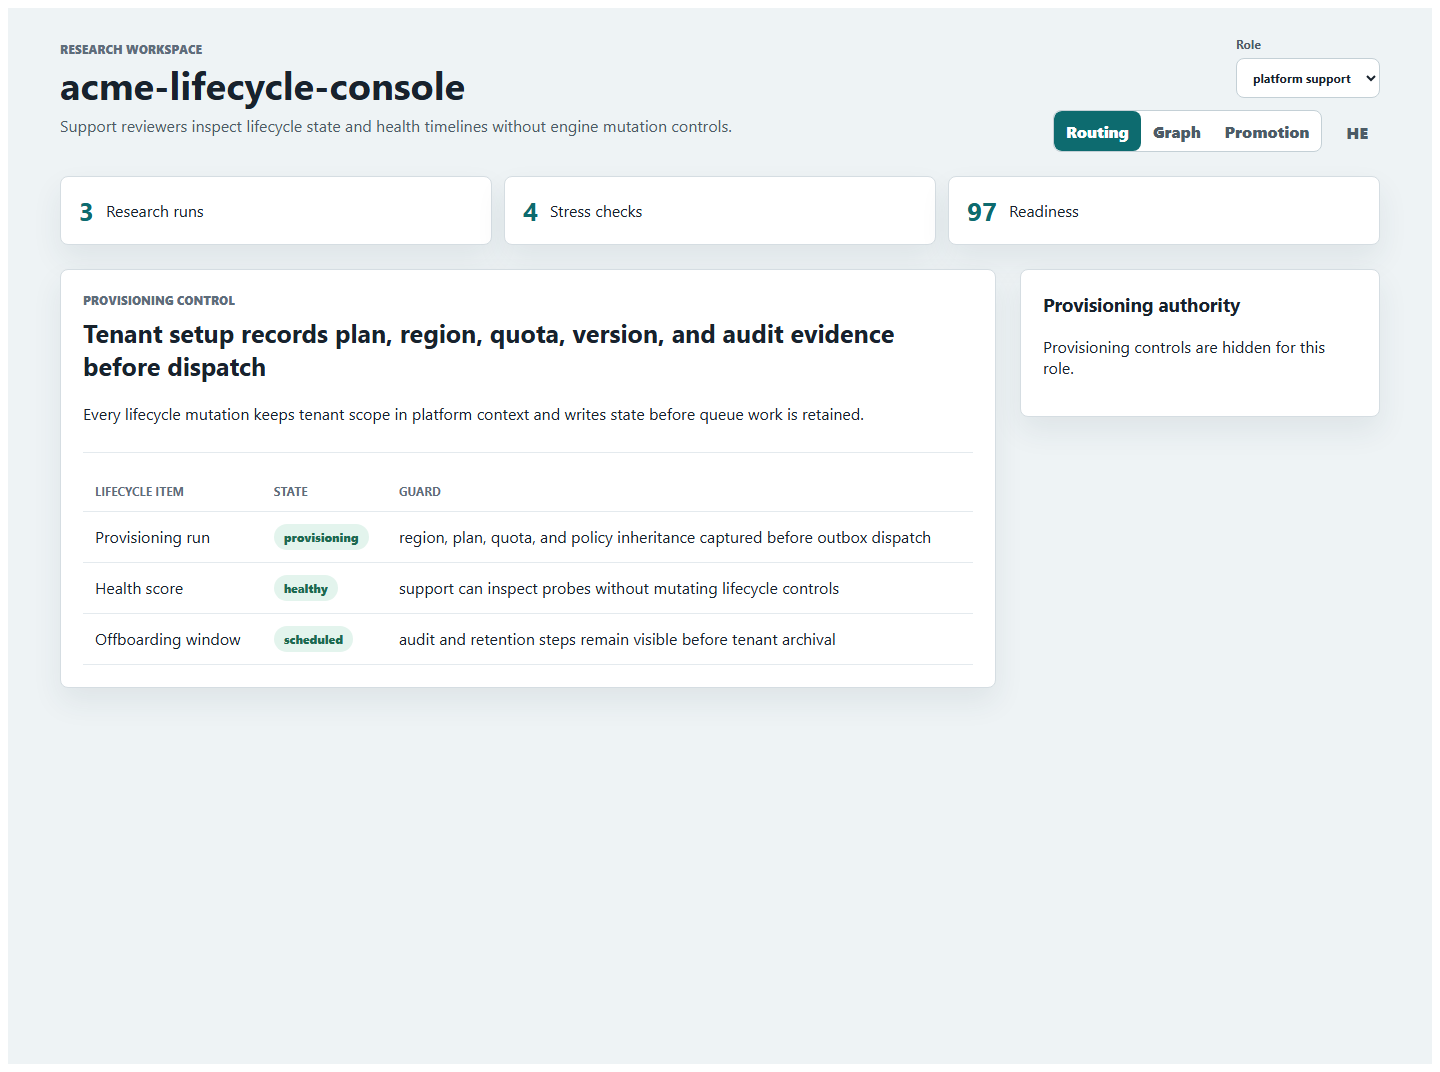 RESEARCH WORKSPACE
acme-lifecycle-console
Support reviewers inspect lifecycle state and health timelines without engine mutation controls.
Role
platform support
Routing Graph Promotion HE
3 Research runs
4 Stress checks
97 Readiness
PROVISIONING CONTROL
Tenant setup records plan, region, quota, version, and audit evidence
before dispatch
Every lifecycle mutation keeps tenant scope in platform context and writes state before queue work is retained.
LIFECYCLE ITEM STATE GUARD
Provisioning run provisioning region, plan, quota, and policy inheritance captured before outbox dispatch
Health score healthy support can inspect probes without mutating lifecycle controls
Offboarding window scheduled audit and retention steps remain visible before tenant archival
Provisioning authority
Provisioning controls are hidden for this
role.